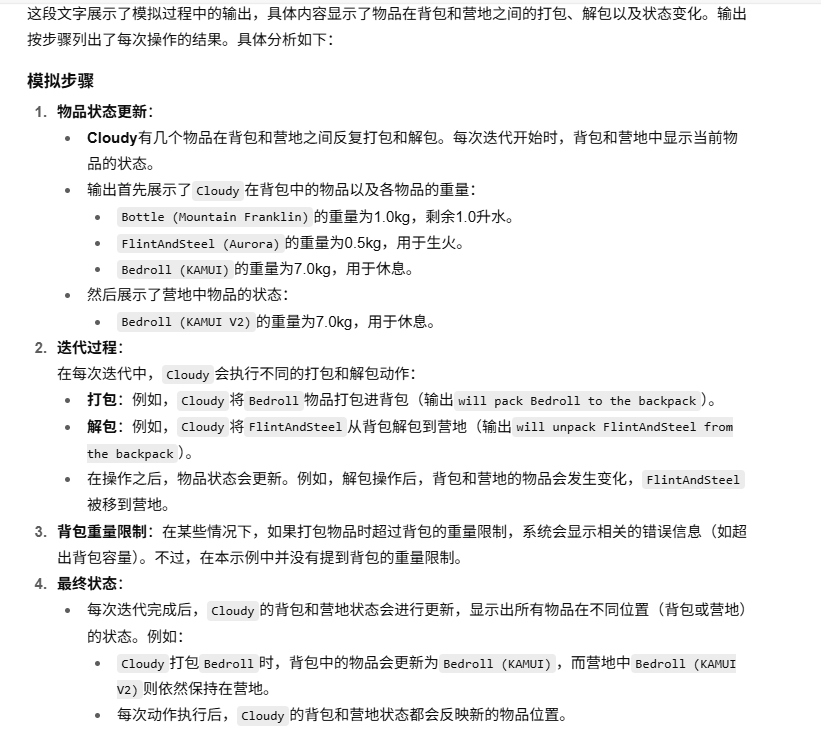 这段文字展示了模拟过程中的输出，具体内容显示了物品在背包和营地之间的打包、解包以及状态变化。输出
按步骤列出了每次操作的结果。具体分析如下：
模拟步骤
1. 物品状态更新：
• Cloudy有几个物品在背包和营地之间反复打包和解包。每次迭代开始时，背包和营地中显示当前物
品的状态。
• 输出首先展示了 Cloudy 在背包中的物品以及各物品的重量：
• Bottle (Mountain Franklin) 的重量为1.0kg，剩余1.0升水。
• FlintAndSteel (Aurora) 的重量为0.5kg，用于生火。
• Bedroll (KAMUI) 的重量为7.0kg，用于休息。
• 然后展示了营地中物品的状态：
• Bedroll (KAMUI V2) 的重量为7.0kg，用于休息。
2. 迭代过程：
在每次迭代中， Cloudy 会执行不同的打包和解包动作：
• 打包：例如， Cloudy 将 Bedroll 物品打包进背包（输出 will pack Bedroll to the backpack ）。
• 解包：例如， Cloudy 将 FlintAndSteel 从背包解包到营地（输出 will unpack FlintAndSteel from
the backpack ）。
• 在操作之后，物品状态会更新。例如，解包操作后，背包和营地的物品会发生变化， FlintAndSteel
被移到营地。
3. 背包重量限制：在某些情况下，如果打包物品时超过背包的重量限制，系统会显示相关的错误信息（如超
出背包容量）。不过，在本示例中并没有提到背包的重量限制。
4. 最终状态：
• 每次迭代完成后， Cloudy 的背包和营地状态会进行更新，显示出所有物品在不同位置（背包或营地）
的状态。例如：
• Cloudy 打包 Bedroll 时，背包中的物品会更新为 Bedroll (KAMUI) ，而营地中 Bedroll (KAMUI
V2) 则依然保持在营地。
• 每次动作执行后， Cloudy 的背包和营地状态都会反映新的物品位置。